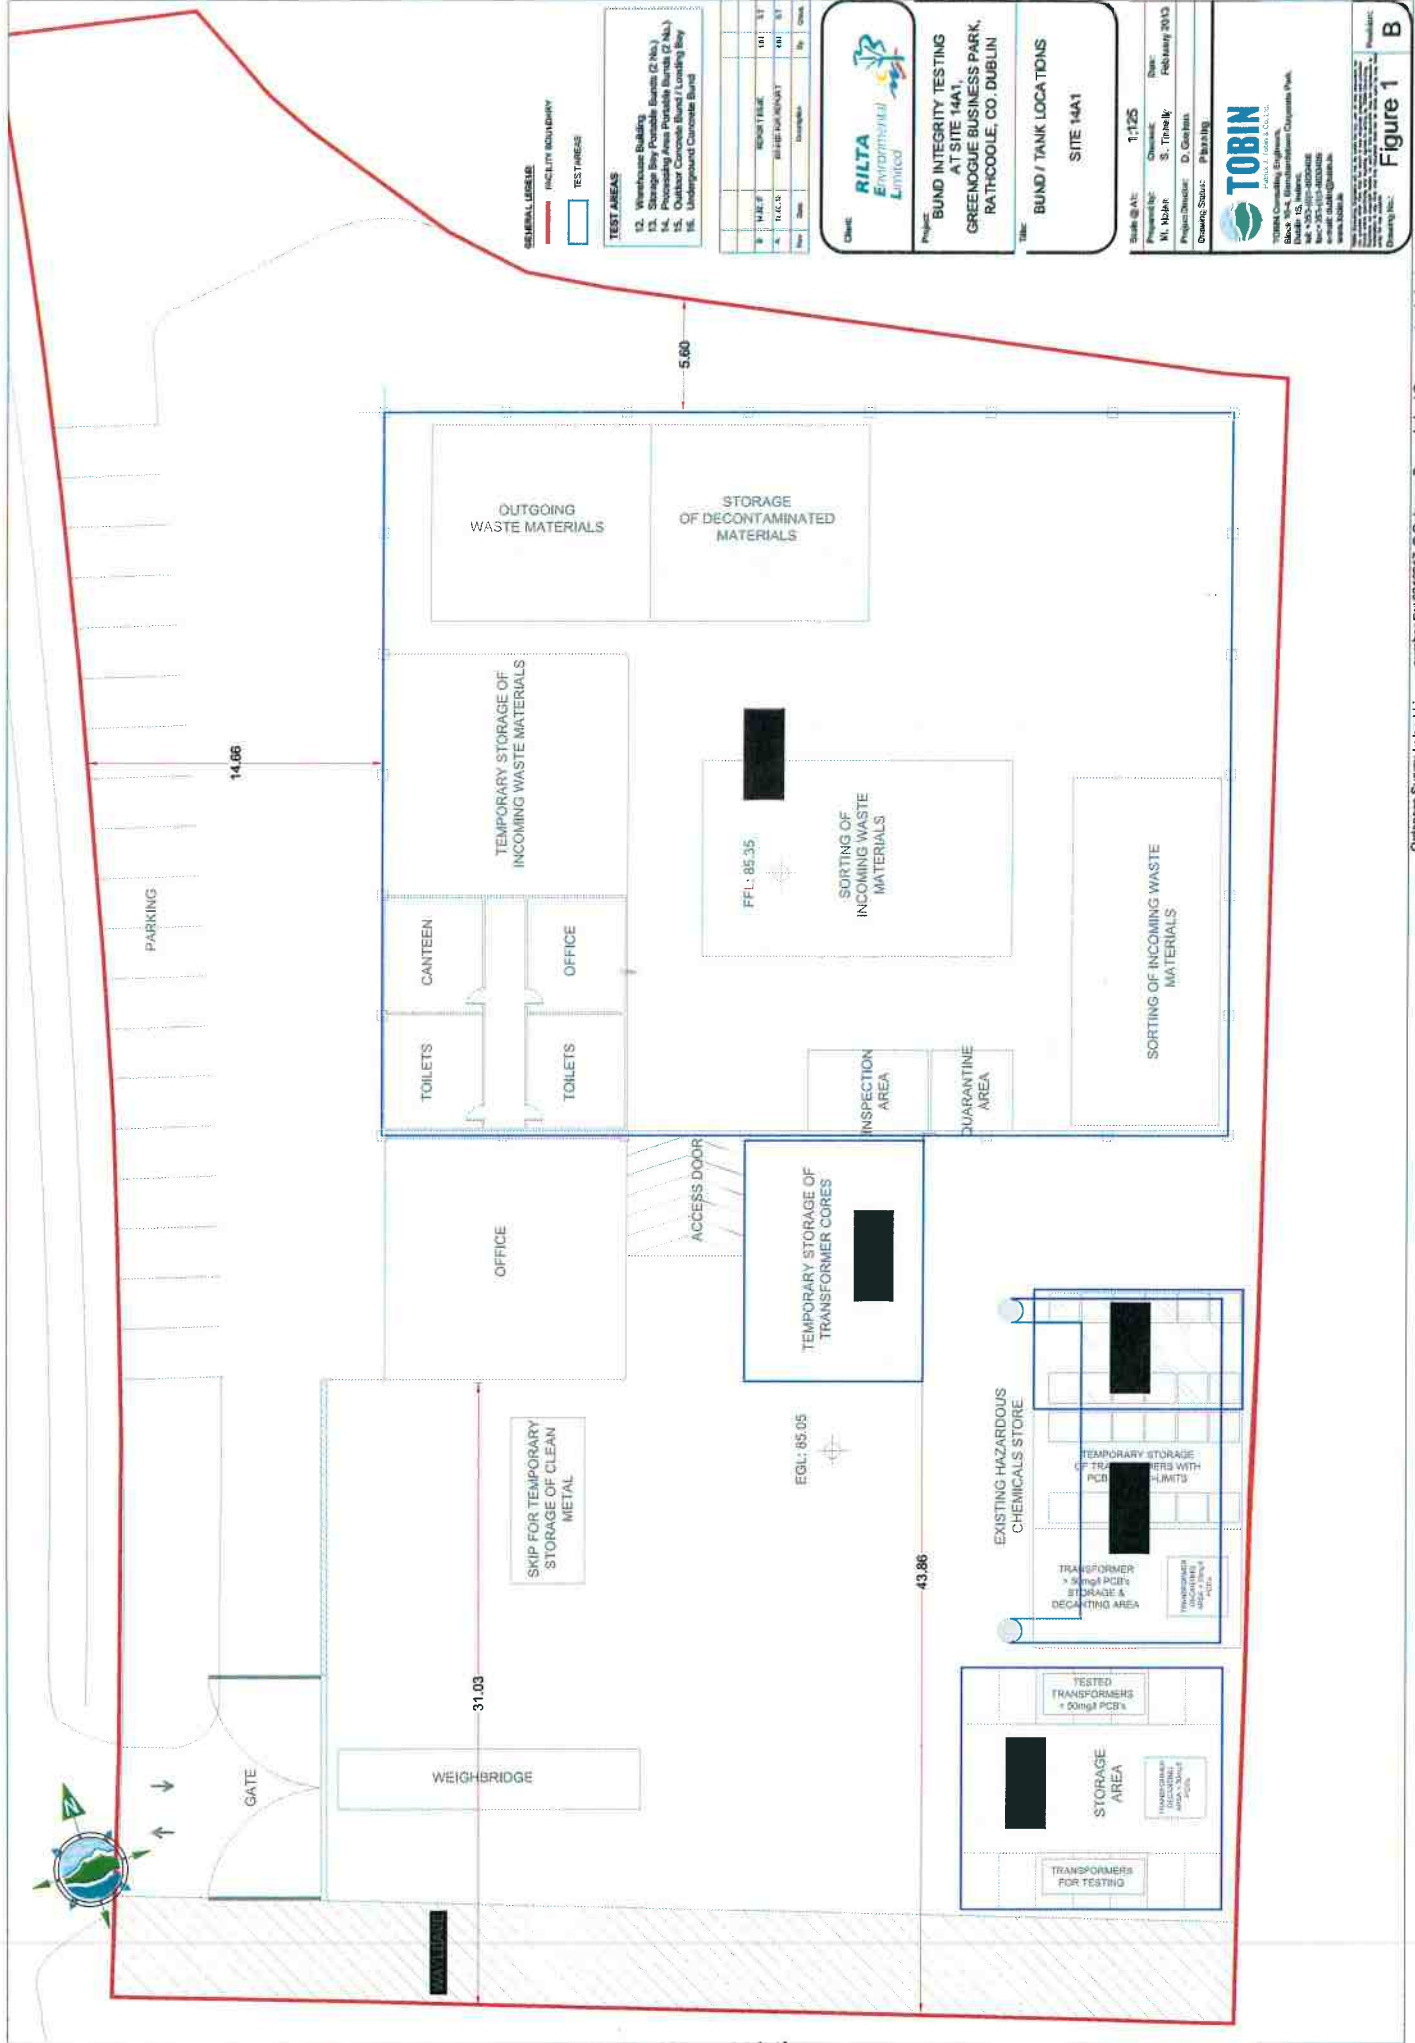 GENERAL LEGEND
FACILITY BOUNDARY
TEST AREAS
TEST AREAS
12. Warehouse Building
13. Storage Bay Portable Bunds (2 No.)
14. Processing Area Portable Bunds (2 No.)
15. Outdoor Concrete Bund / Loading Bay
16. Underground Concrete Bund
Client:
RILTA
Environmental
Limited
Project:
BUND INTEGRITY TESTING
AT SITE 14A1,
GREENOGUE BUSINESS PARK,
RATHCOOLE, CO. DUBLIN
Title:
BUND / TANK LOCATIONS
SITE 14A1
Scale @ A1: 1:125
Prepared by:
Checked:
Date:
February 2013
Project Director:
Drawing Status: Planning
TOBIN
TOBIN Consulting Engineers,
Drawing No.:
Figure 1
Revision:
B
5.60
14.66
PARKING
OUTGOING
WASTE MATERIALS
STORAGE
OF DECONTAMINATED
MATERIALS
TEMPORARY STORAGE OF
INCOMING WASTE MATERIALS
CANTEEN
OFFICE
TOILETS
TOILETS
FFL: 85.35
SORTING OF
INCOMING WASTE
MATERIALS
SORTING OF INCOMING WASTE
MATERIALS
INSPECTION
AREA
QUARANTINE
AREA
OFFICE
ACCESS DOOR
TEMPORARY STORAGE OF
TRANSFORMER CORES
SKIP FOR TEMPORARY
STORAGE OF CLEAN
METAL
EGL: 85.05
EXISTING HAZARDOUS
CHEMICALS STORE
TEMPORARY STORAGE
TRANSFORMER
> 50mg/l PCB's
STORAGE &
DECANTING AREA
43.86
31.03
GATE
WEIGHBRIDGE
TESTED
TRANSFORMERS
< 50mg/l PCB's
STORAGE
AREA
TRANSFORMERS
FOR TESTING
N